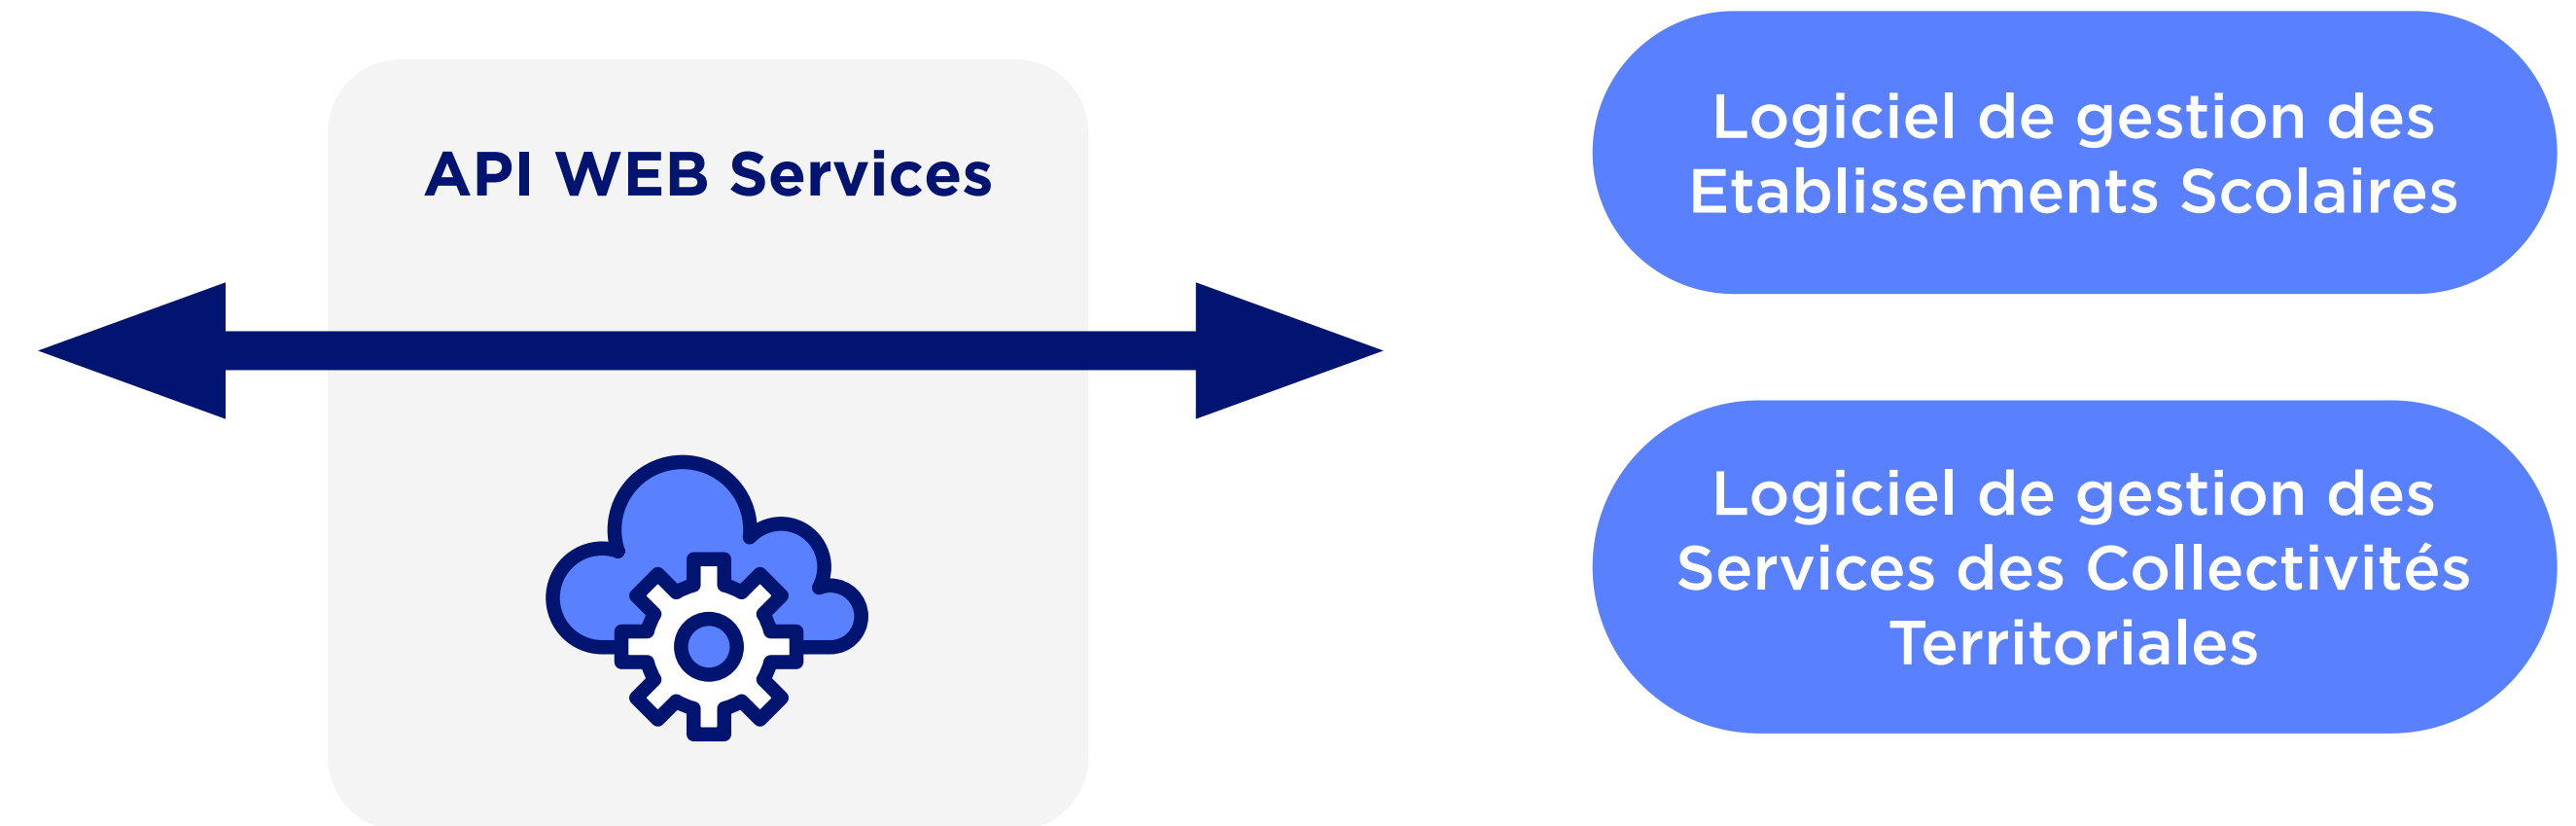 API WEB Services
Logiciel de gestion des
Etablissements Scolaires
Logiciel de gestion des
Services des Collectivités
Territoriales